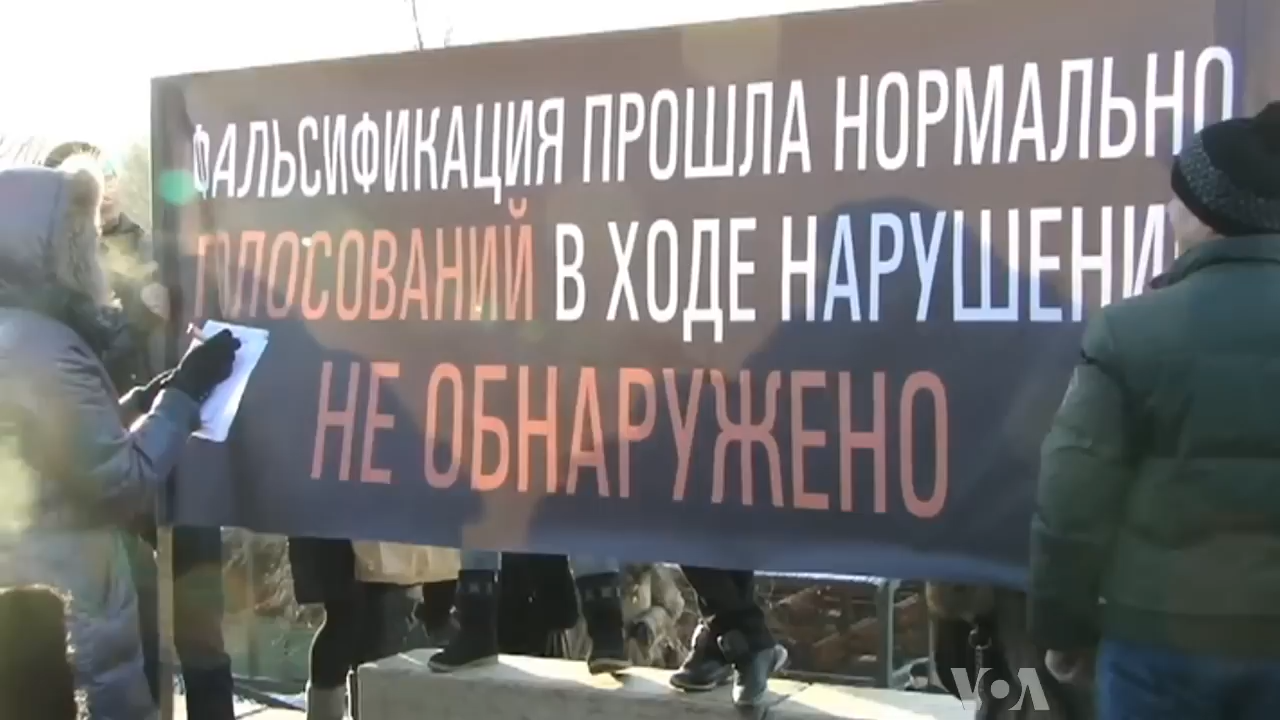 ФАЛЬСИФИКАЦИЯ ПРОШЛА НОРМАЛЬНО
ГОЛОСОВАНИЙ В ХОДЕ НАРУШЕНИ
НЕ ОБНАРУЖЕНО
VOA